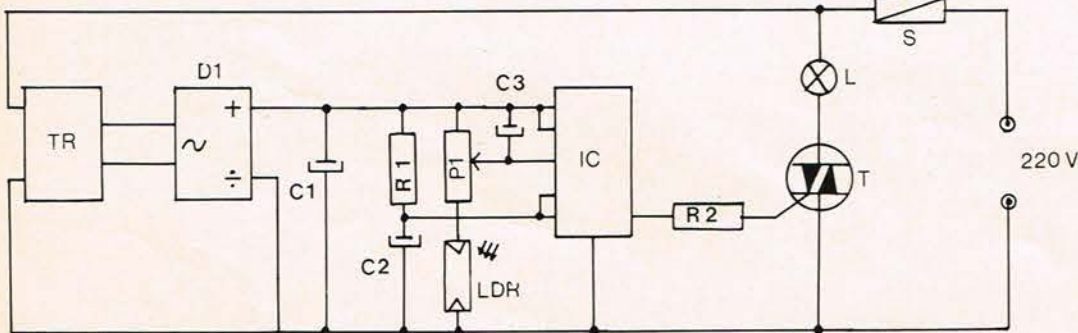 S
D1
C3
L
TR
+
~
÷
C1
R1
P1
IC
T
220 V
R2
C2
LDR